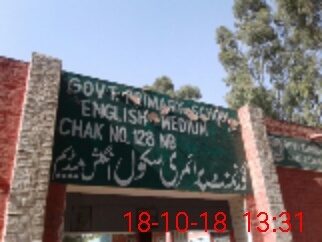 GOVT PRIMARY SCHOOL
ENGLISH MEDIUM
CHAK NO. 128 NB
گورنمنٹ پرائمری سکول انگلش میڈیم
18-10-18 13:31